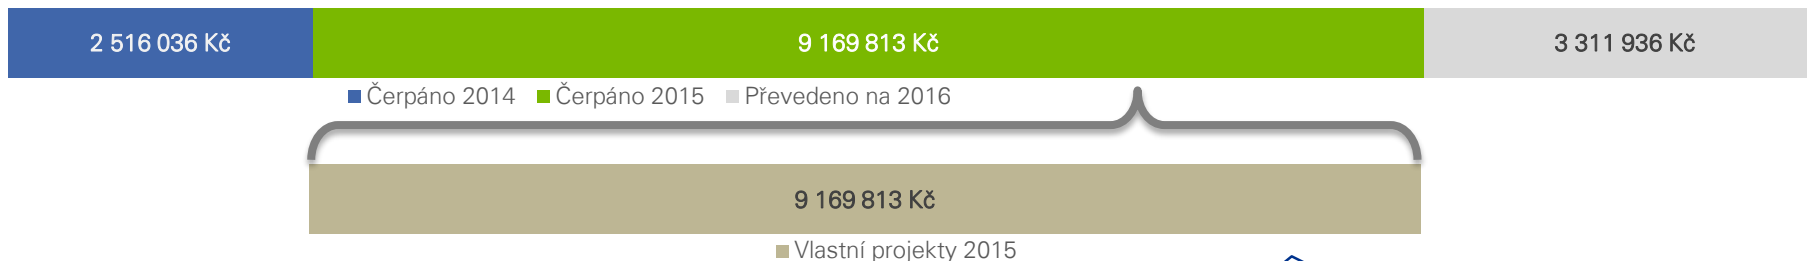 2 516 036 Kč 9 169 813 Kč 3 311 936 Kč
Čerpáno 2014 Čerpáno 2015 Převedeno na 2016
9 169 813 Kč
Vlastní projekty 2015